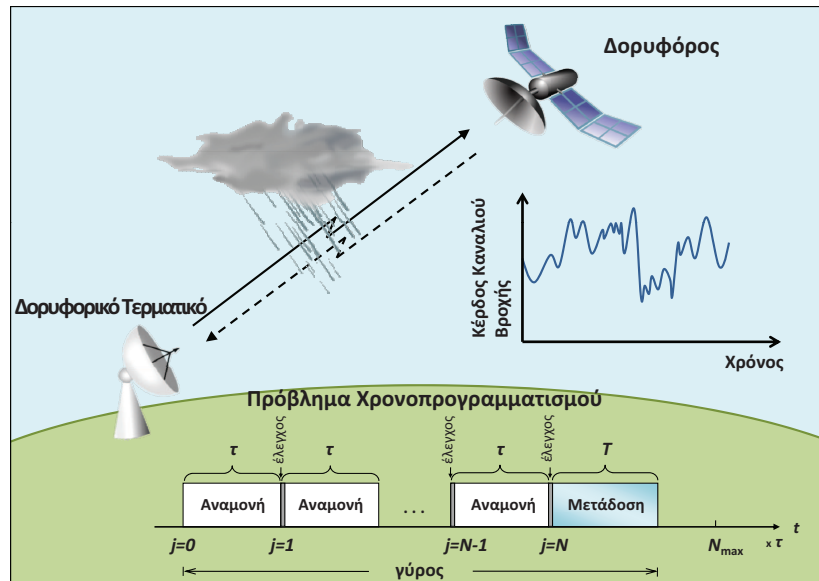 Δορυφόρος
Κέρδος Καναλιού
Βροχής
Χρόνος
Δορυφορικό Τερματικό
Πρόβλημα Χρονοπρογραμματισμού
τ έλεγχος τ έλεγχος τ έλεγχος T
Αναμονή Αναμονή ... Αναμονή Μετάδοση
t
j=0 j=1 j=N-1 j=N Nmax x τ
γύρος